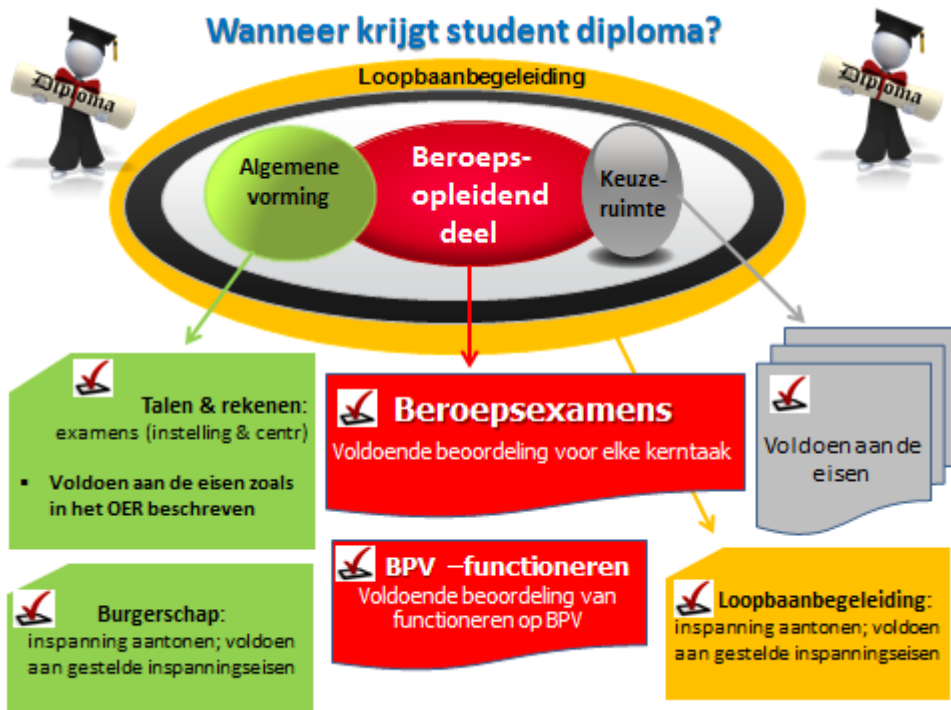 Wanneer krijgt student diploma?
Diploma
Diploma
Loopbaanbegeleiding
Algemene
vorming
Beroeps-
opleidend
deel
Keuze-
ruimte
Talen & rekenen:
examens (instelling & centr)
▪ Voldoen aan de eisen zoals
in het OER beschreven
Beroepsexamens
Voldoende beoordeling voor elke kerntaak
Voldoen aan de
eisen
Burgerschap:
inspanning aantonen; voldoen
aan gestelde inspanningseisen
BPV –functioneren
Voldoende beoordeling van
functioneren op BPV
Loopbaanbegeleiding:
inspanning aantonen; voldoen
aan gestelde inspanningseisen